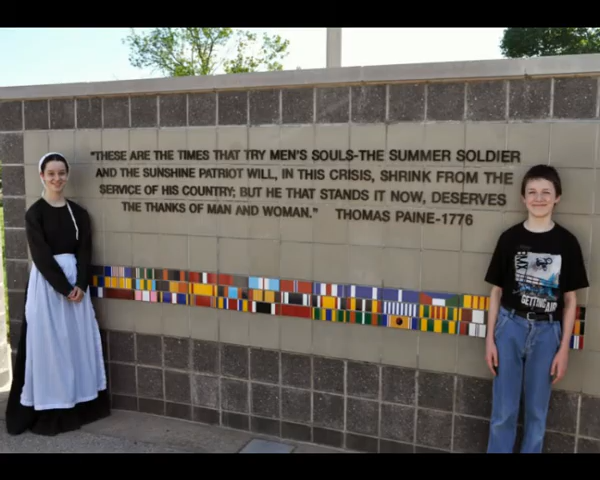 "THESE ARE THE TIMES THAT TRY MEN'S SOULS-THE SUMMER SOLDIER
AND THE SUNSHINE PATRIOT WILL, IN THIS CRISIS, SHRINK FROM THE
SERVICE OF HIS COUNTRY; BUT HE THAT STANDS IT NOW, DESERVES
THE THANKS OF MAN AND WOMAN." THOMAS PAINE-1776
GETTING AIR